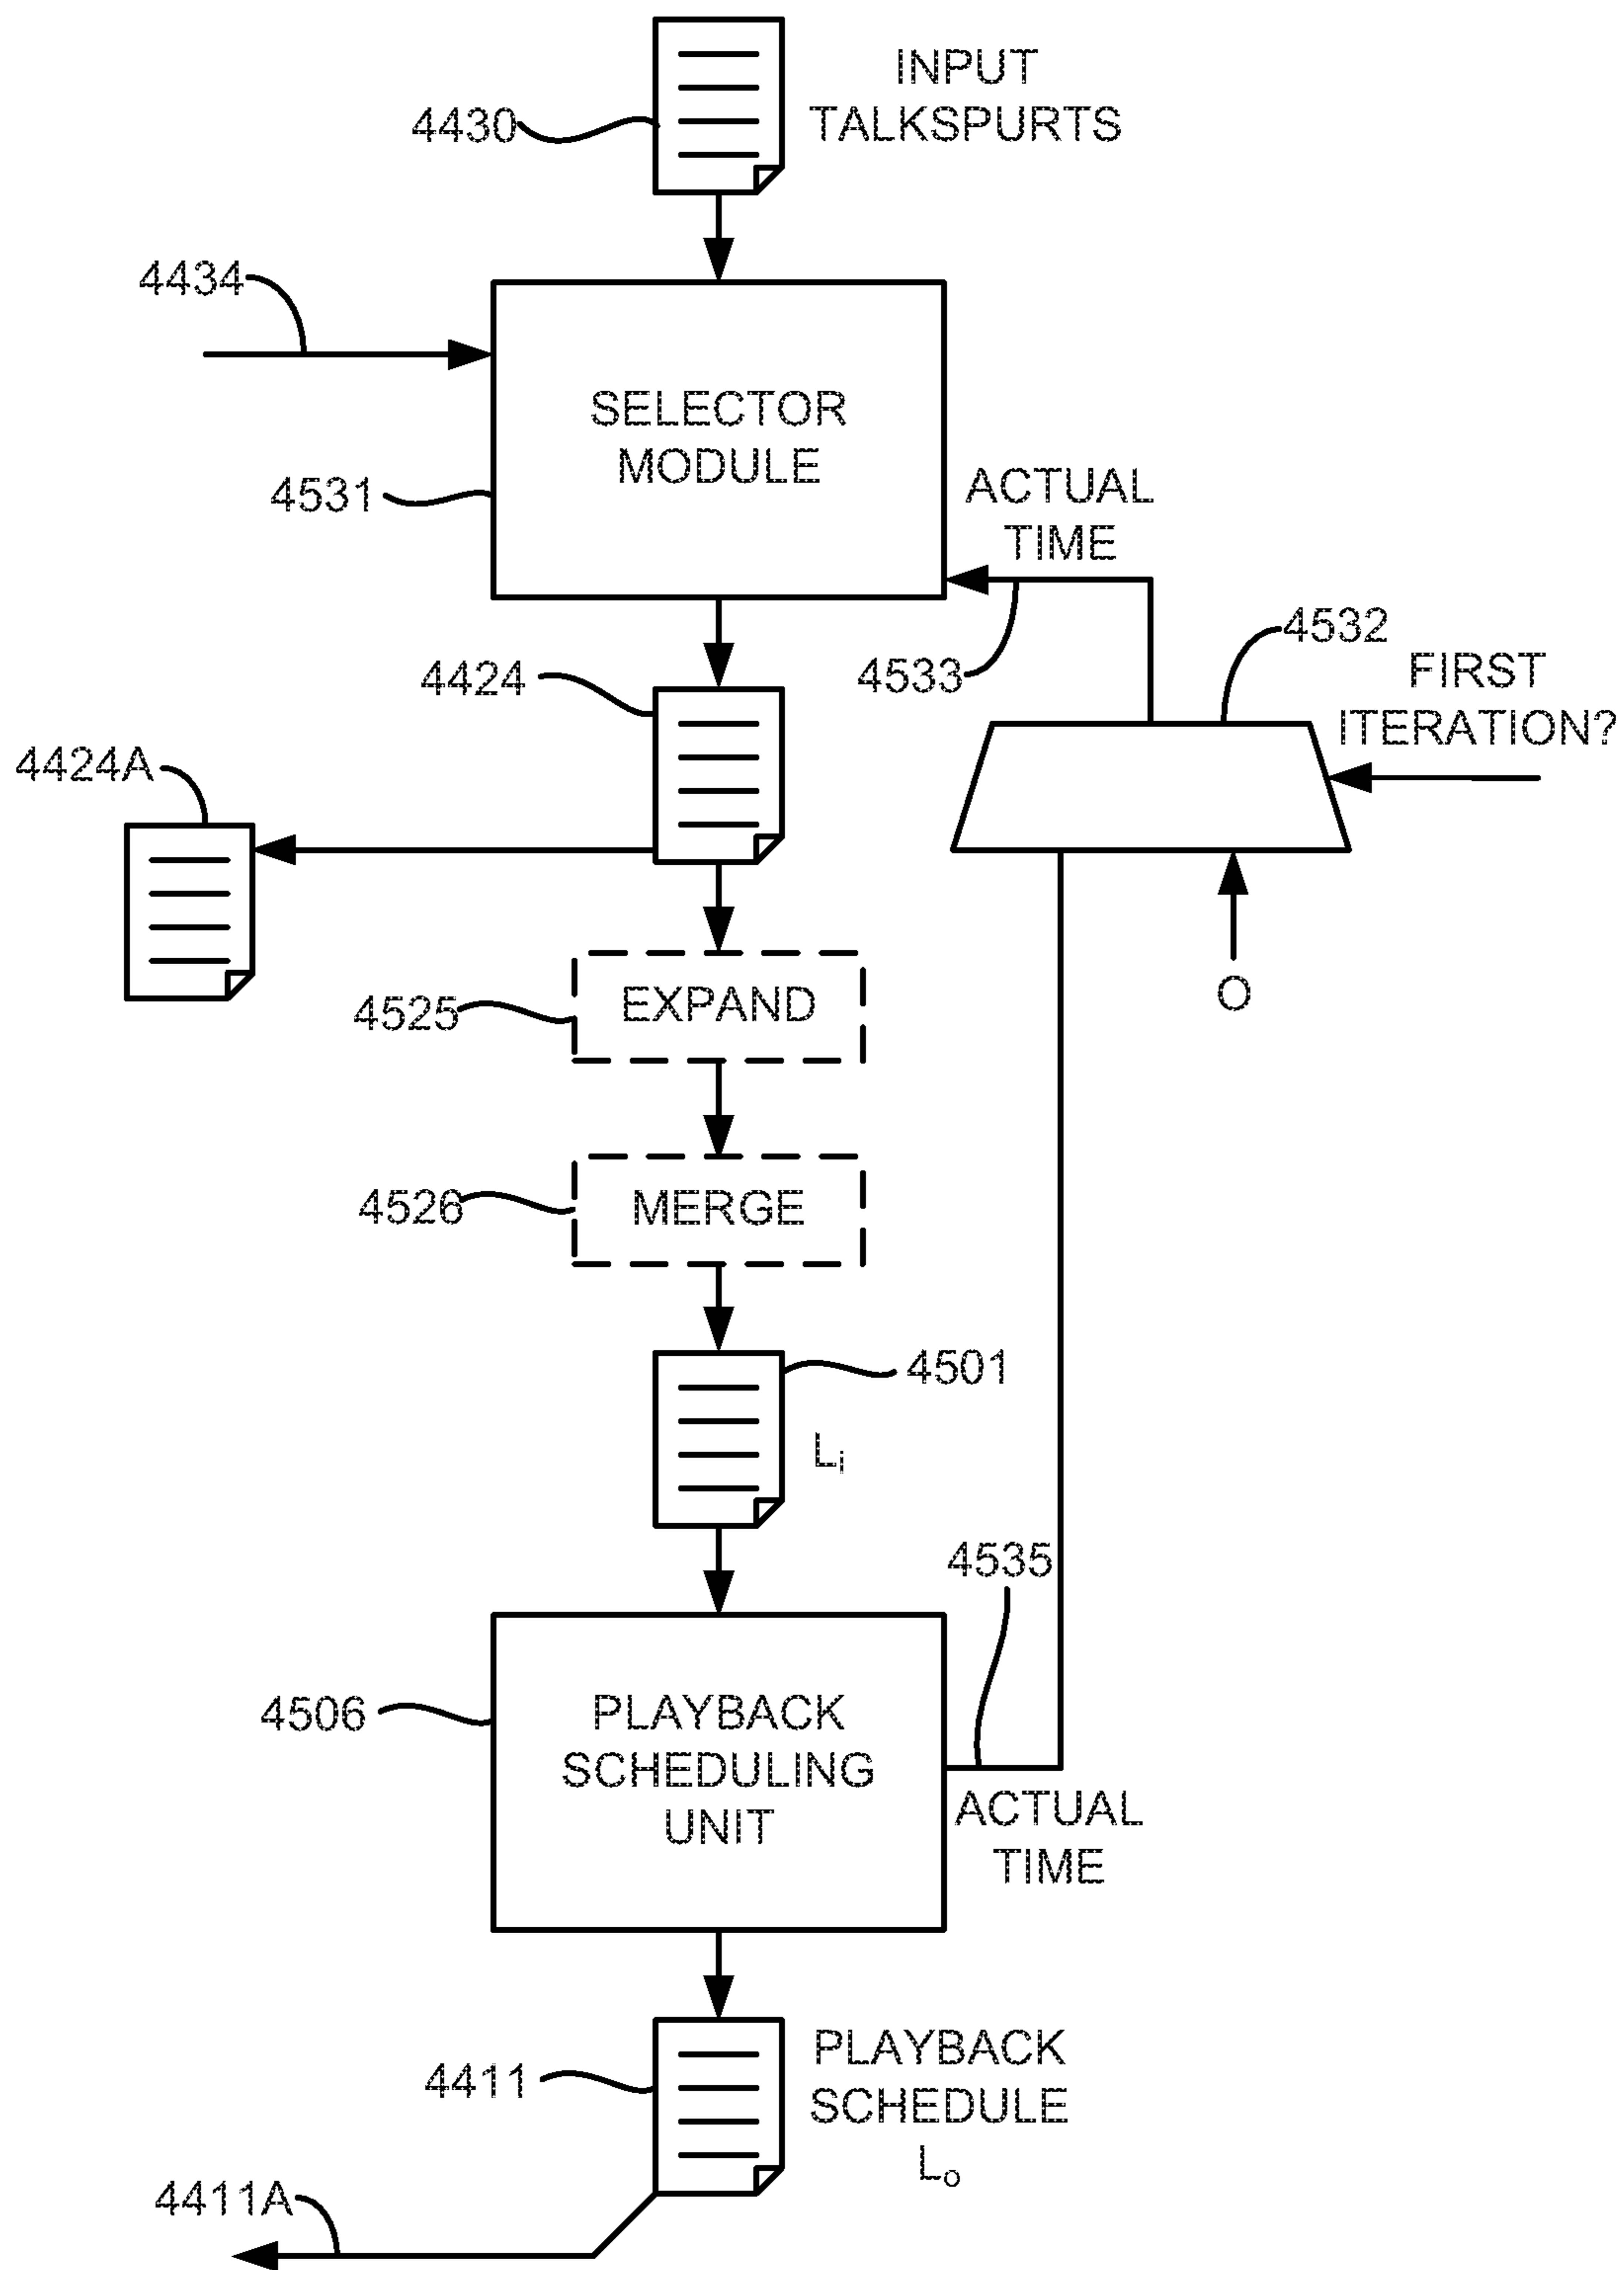 INPUT
TALKSPURTS
4430
4434
SELECTOR
MODULE
4531
ACTUAL
TIME
4532
4533
FIRST
ITERATION?
4424
4424A
O
EXPAND
4525
MERGE
4526
4501
Li
4535
PLAYBACK
SCHEDULING
UNIT
4506
ACTUAL
TIME
4411
PLAYBACK
SCHEDULE
Lo
4411A